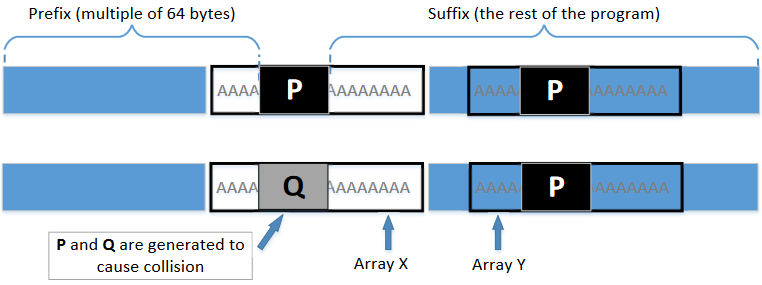 Prefix (multiple of 64 bytes)
Suffix (the rest of the program)
AAAA P AAAAAAAA
AAAA P AAAAAAA
AAAA Q AAAAAAAA
AAAA P AAAAAAA
P and Q are generated to
cause collision
Array X
Array Y